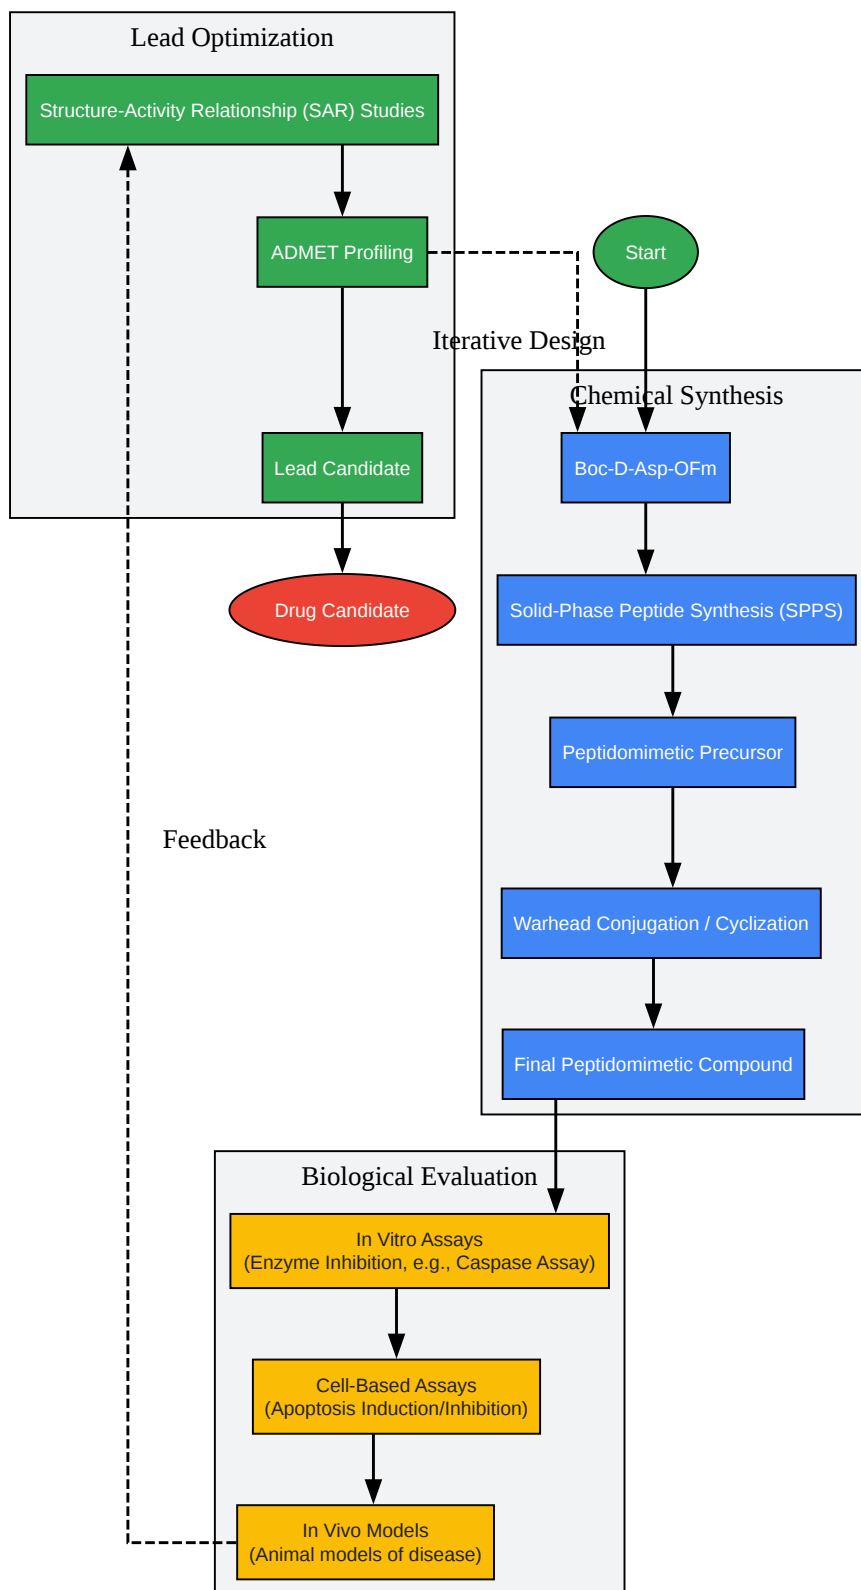 Lead Optimization
Structure-Activity Relationship (SAR) Studies
ADMET Profiling
Start
Iterative Design
Chemical Synthesis
Lead Candidate
Boc-D-Asp-OFm
Drug Candidate
Solid-Phase Peptide Synthesis (SPPS)
Peptidomimetic Precursor
Feedback
Warhead Conjugation / Cyclization
Final Peptidomimetic Compound
Biological Evaluation
In Vitro Assays
(Enzyme Inhibition, e.g., Caspase Assay)
Cell-Based Assays
(Apoptosis Induction/Inhibition)
In Vivo Models
(Animal models of disease)